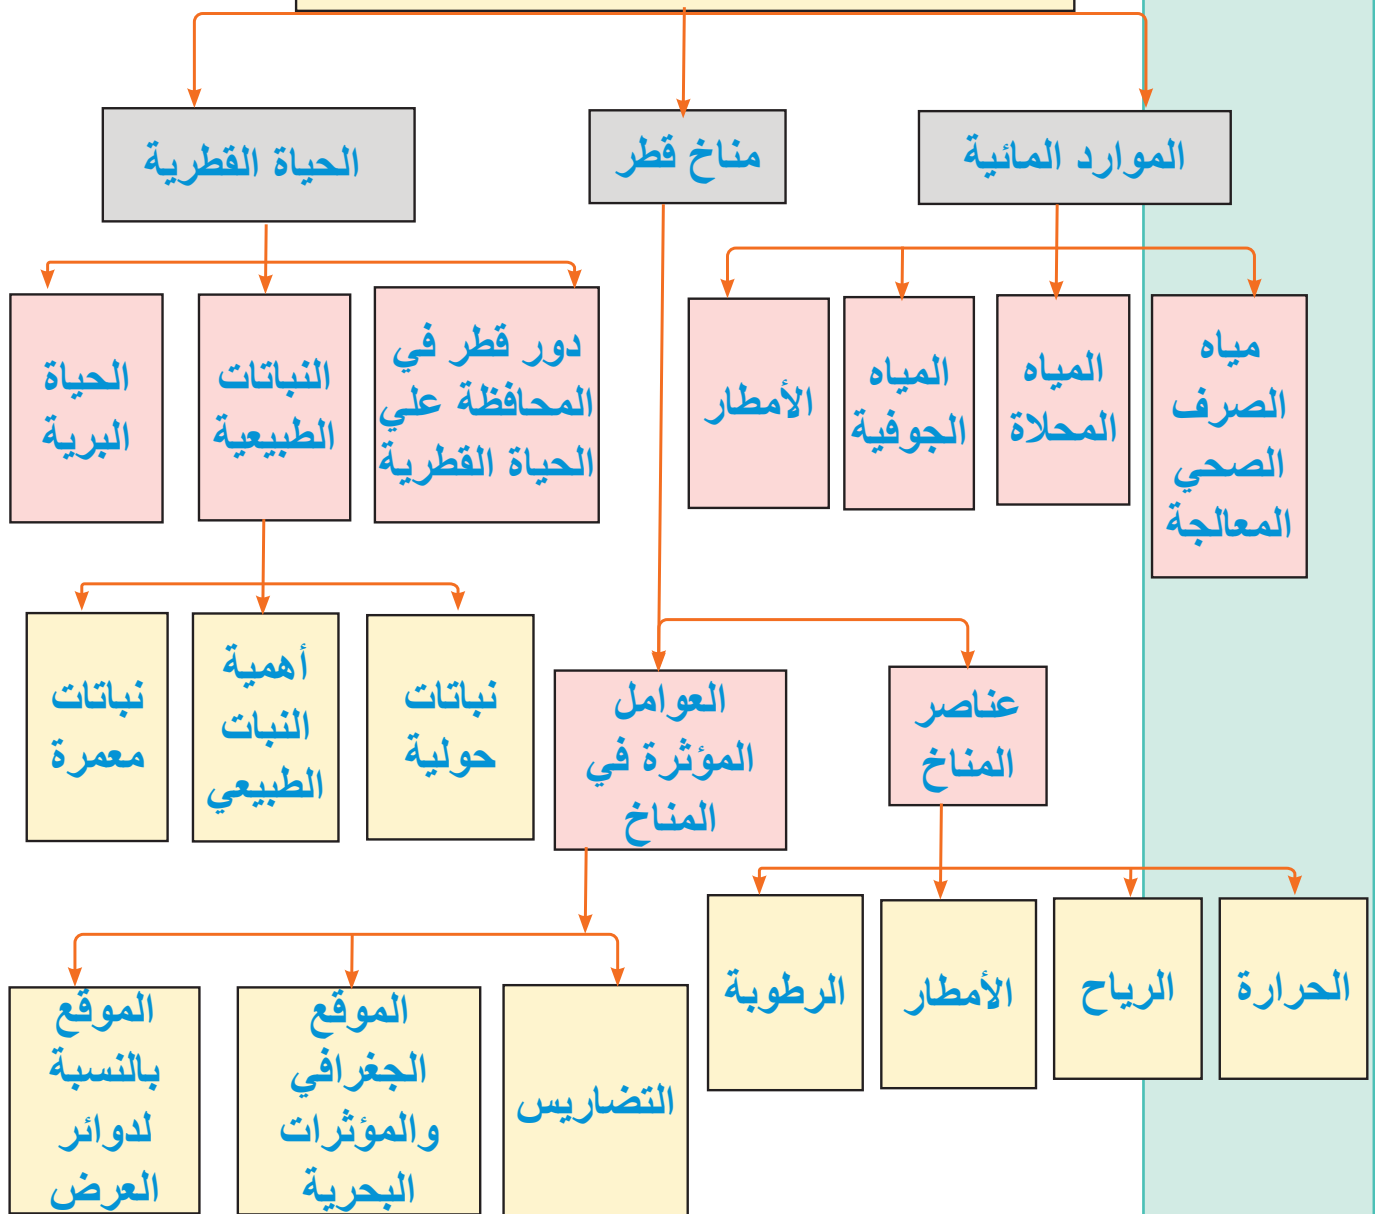 الموارد المائية
مناخ قطر
الحياة القطرية
مياه
الصرف
الصحي
المعالجة
المياه
المحلاة
المياه
الجوفية
الأمطار
دور قطر في
المحافظة علي
الحياة القطرية
النباتات
الطبيعية
الحياة
البرية
عناصر
المناخ
العوامل
المؤثرة في
المناخ
نباتات
حولية
أهمية
النبات
الطبيعي
نباتات
معمرة
الحرارة
الرياح
الأمطار
الرطوبة
التضاريس
الموقع
الجغرافي
والمؤثرات
البحرية
الموقع
بالنسبة
لدوائر
العرض